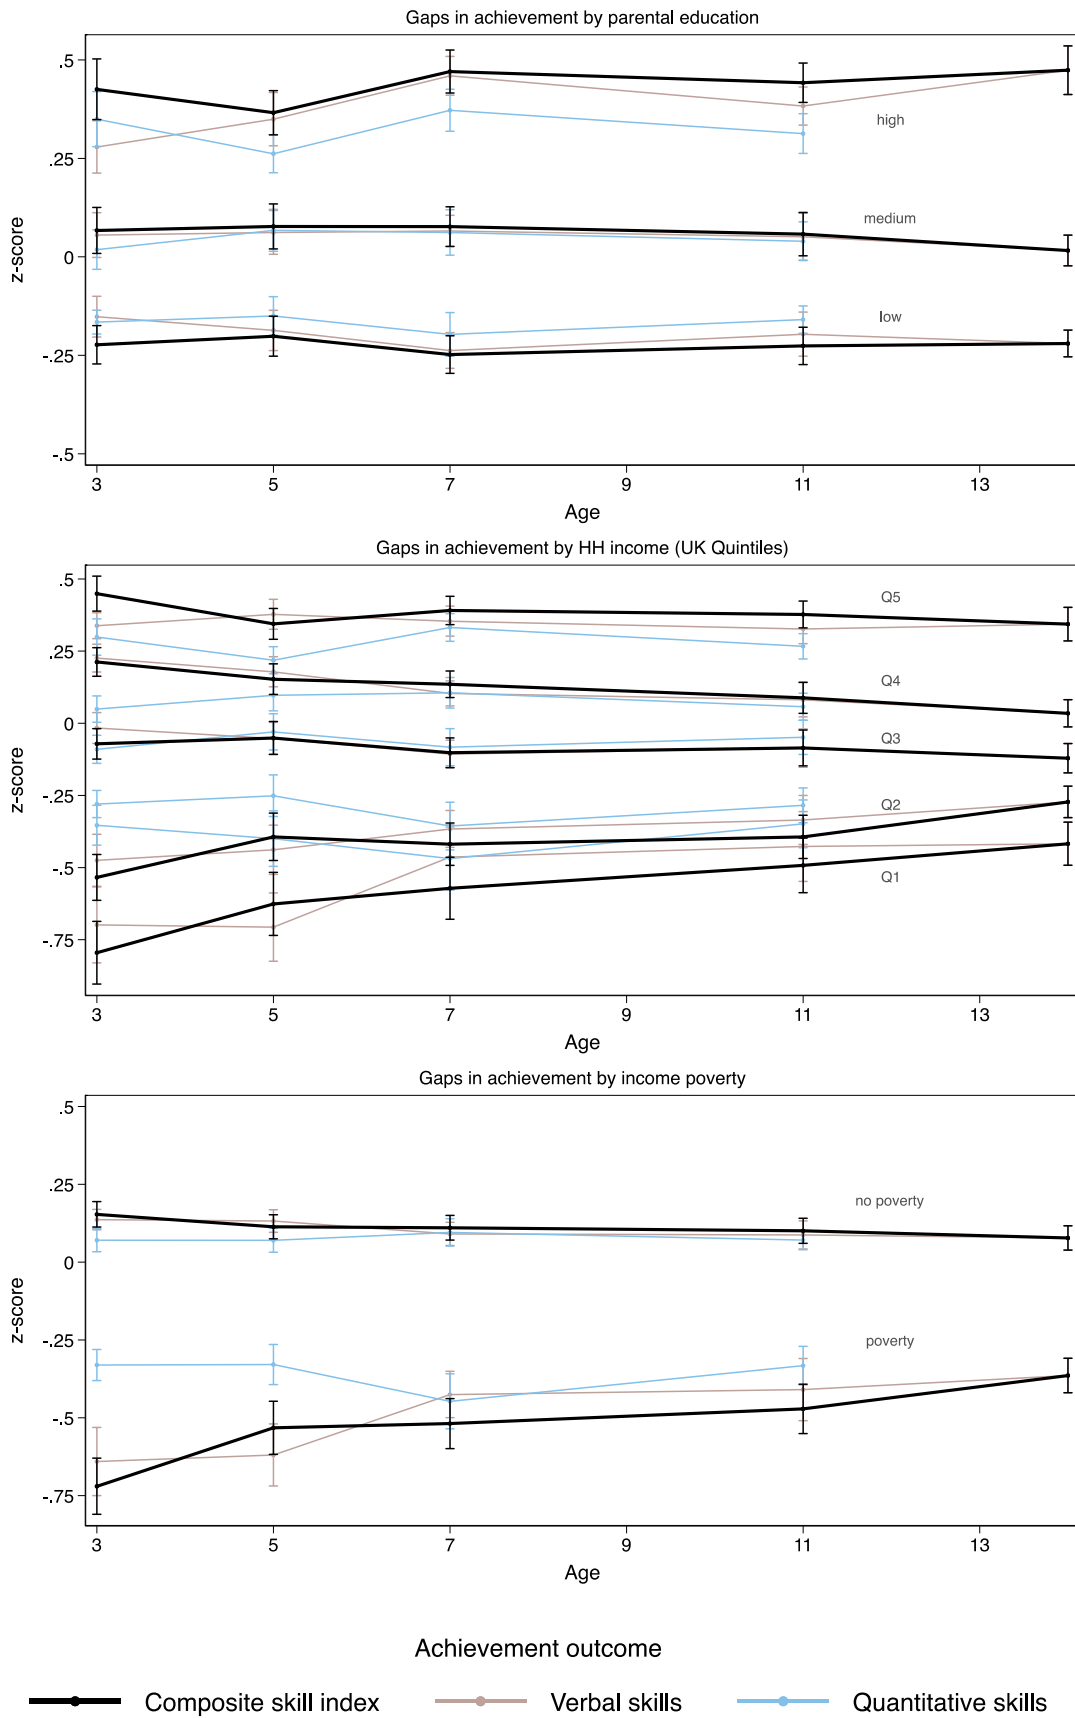 Gaps in achievement by parental education
z-score
.5
.25
0
-.25
-.5
high
medium
low
3 5 7 9 11 13
Age
Gaps in achievement by HH income (UK Quintiles)
z-score
.5
.25
0
-.25
-.5
-.75
Q5
Q4
Q3
Q2
Q1
3 5 7 9 11 13
Age
Gaps in achievement by income poverty
z-score
.5
.25
0
-.25
-.5
-.75
no poverty
poverty
3 5 7 9 11 13
Age
Achievement outcome
Composite skill index Verbal skills Quantitative skills